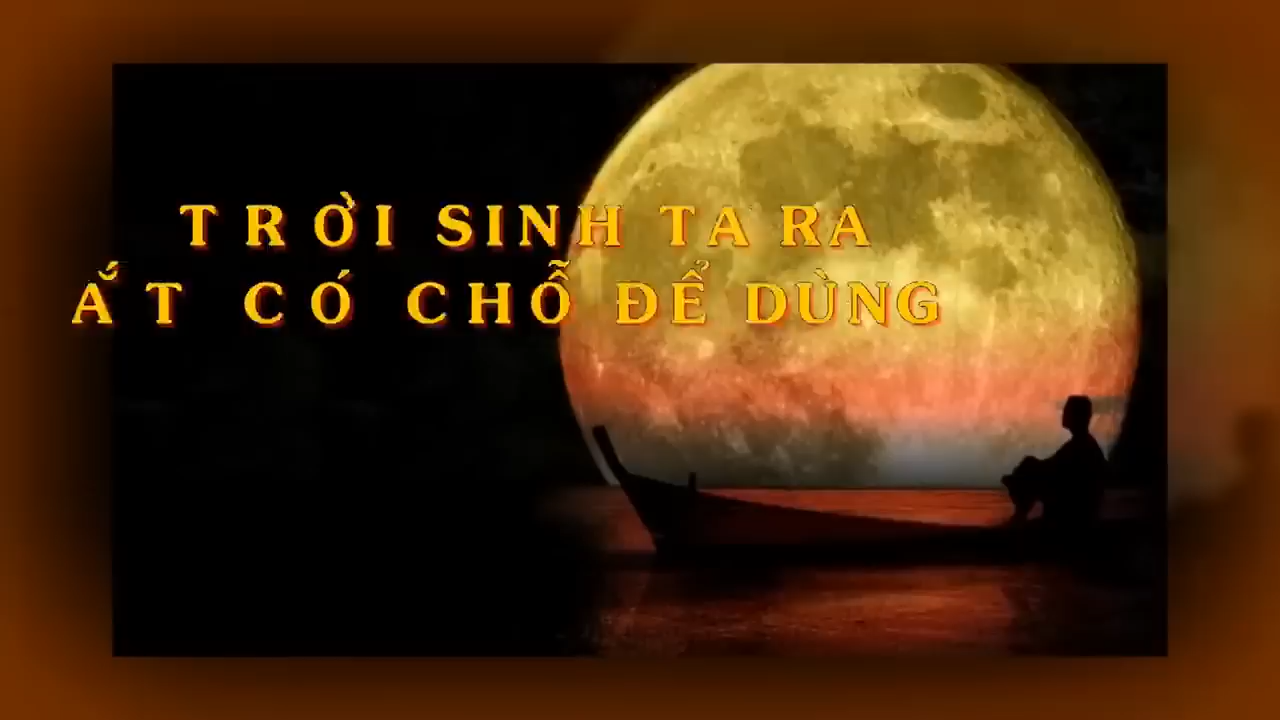 TRỜI SINH TA RA
ẮT CÓ CHỖ ĐỂ DÙNG